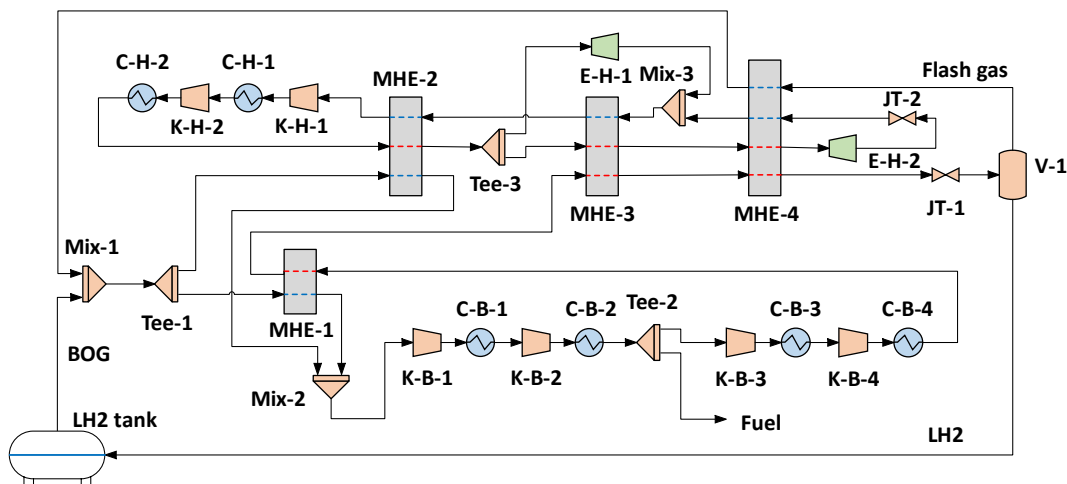 C-H-2
C-H-1
MHE-2
E-H-1
Mix-3
Flash gas
JT-2
K-H-2
K-H-1
E-H-2
V-1
Tee-3
MHE-3
MHE-4
JT-1
Mix-1
Tee-1
MHE-1
C-B-1
C-B-2
Tee-2
C-B-3
C-B-4
BOG
K-B-1
K-B-2
K-B-3
K-B-4
Mix-2
Fuel
LH2 tank
LH2